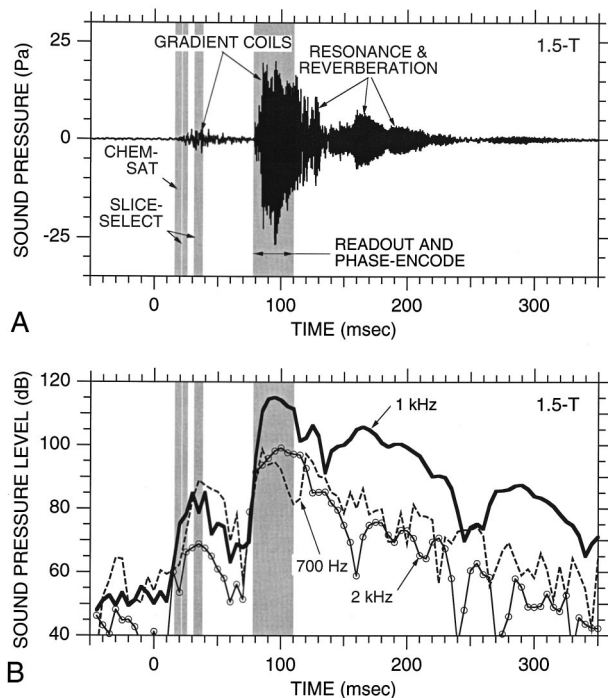 25
GRADIENT COILS
RESONANCE &
REVERBERATION
1.5-T
SOUND PRESSURE (Pa)
0
CHEM-
SAT
SLICE-
SELECT
-25
READOUT AND
PHASE-ENCODE
0
100
200
300
A
TIME (msec)
120
1 kHz
1.5-T
SOUND PRESSURE LEVEL (dB)
100
80
700 Hz
60
2 kHz
40
0
100
200
300
B
TIME (msec)